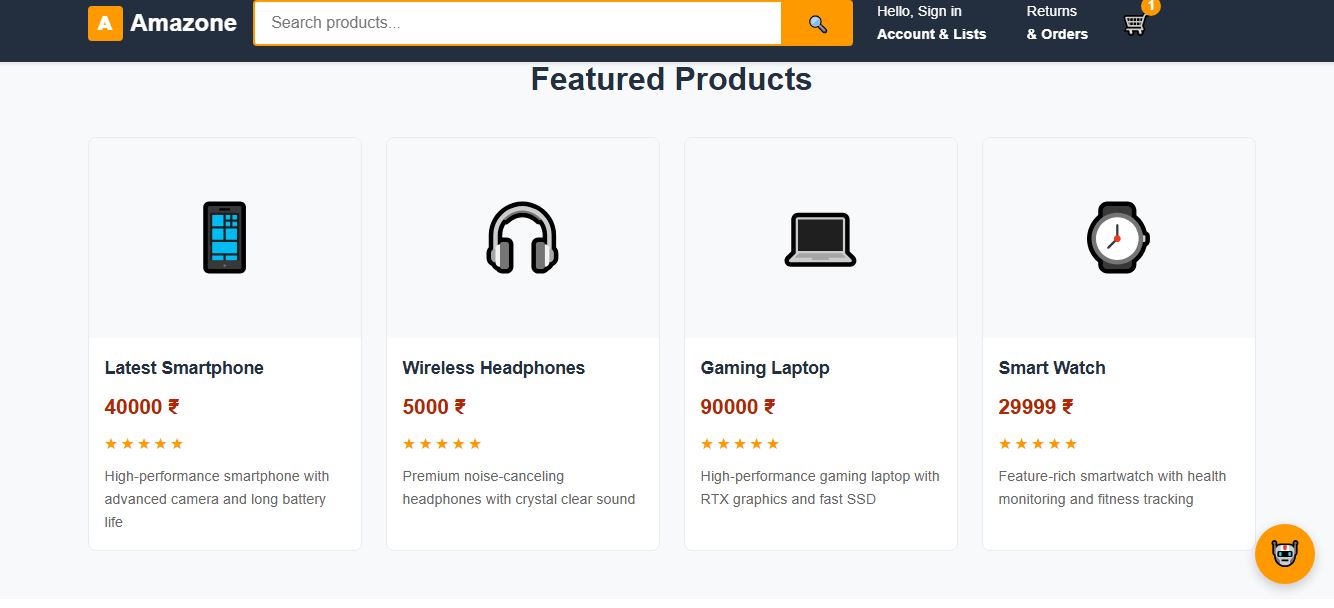 A Amazone
Search products...
Hello, Sign in
Account & Lists
Returns
& Orders
1
Featured Products
Latest Smartphone
40000 ₹
★★★★★
High-performance smartphone with
advanced camera and long battery
life
Wireless Headphones
5000 ₹
★★★★★
Premium noise-canceling
headphones with crystal clear sound
Gaming Laptop
90000 ₹
★★★★★
High-performance gaming laptop with
RTX graphics and fast SSD
Smart Watch
29999 ₹
★★★★★
Feature-rich smartwatch with health
monitoring and fitness tracking